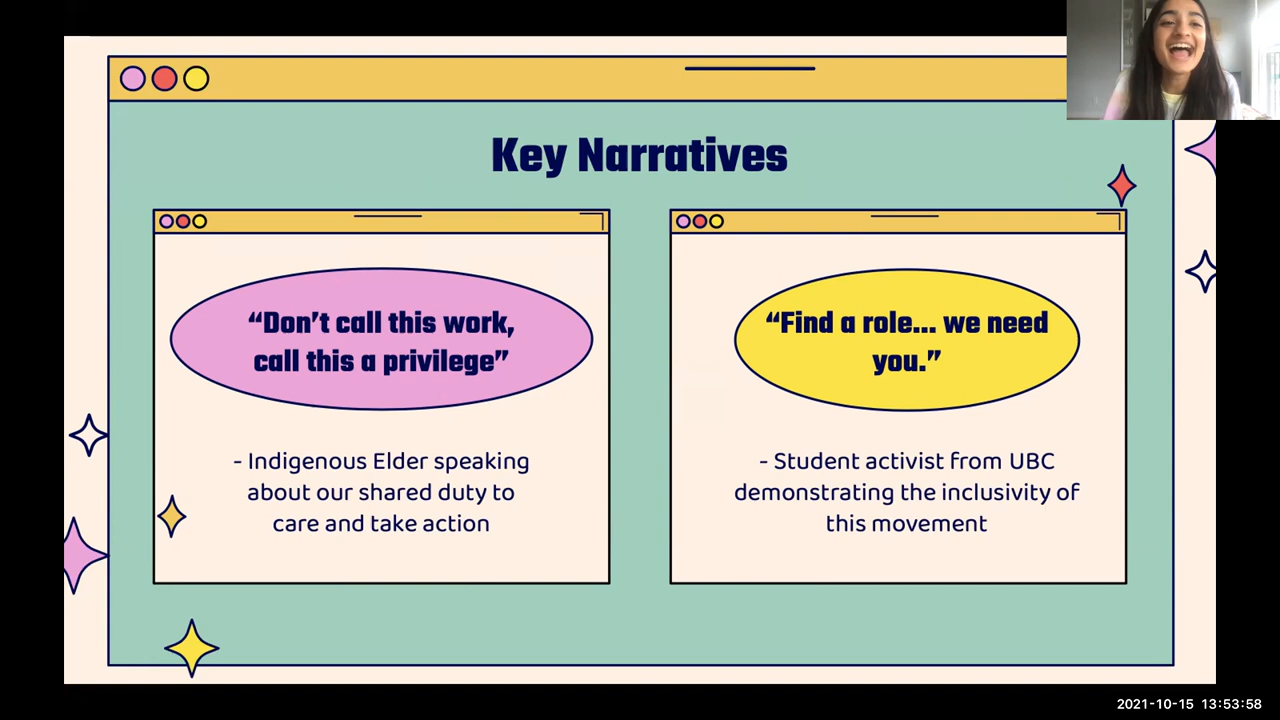 Key Narratives
“Don’t call this work,
call this a privilege”
- Indigenous Elder speaking
about our shared duty to
care and take action
“Find a role... we need
you.”
- Student activist from UBC
demonstrating the inclusivity of
this movement
2021-10-15 13:53:58